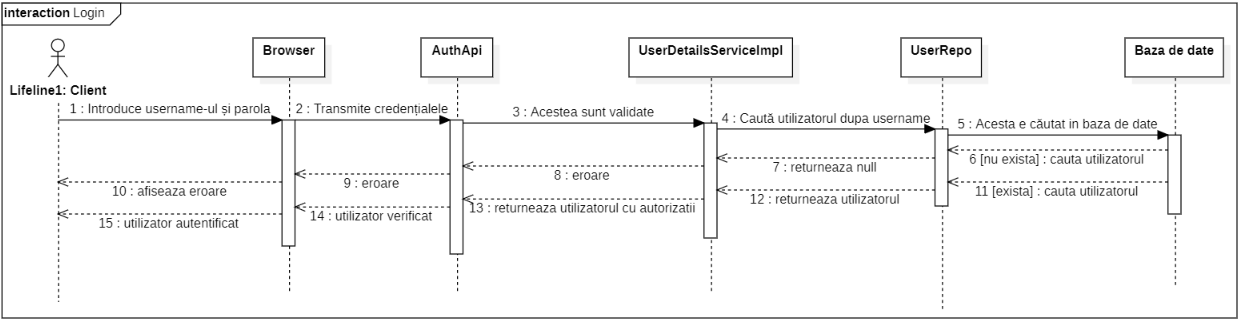 interaction Login
Lifeline1: Client
Browser
AuthApi
UserDetailsServiceImpl
UserRepo
Baza de date
1 : Introduce username-ul și parola
2 : Transmite credențialele
3 : Acestea sunt validate
4 : Caută utilizatorul dupa username
5 : Acesta e căutat in baza de date
6 [nu exista] : cauta utilizatorul
7 : returneaza null
8 : eroare
9 : eroare
10 : afiseaza eroare
11 [exista] : cauta utilizatorul
12 : returneaza utilizatorul
13 : returneaza utilizatorul cu autorizatii
14 : utilizator verificat
15 : utilizator autentificat